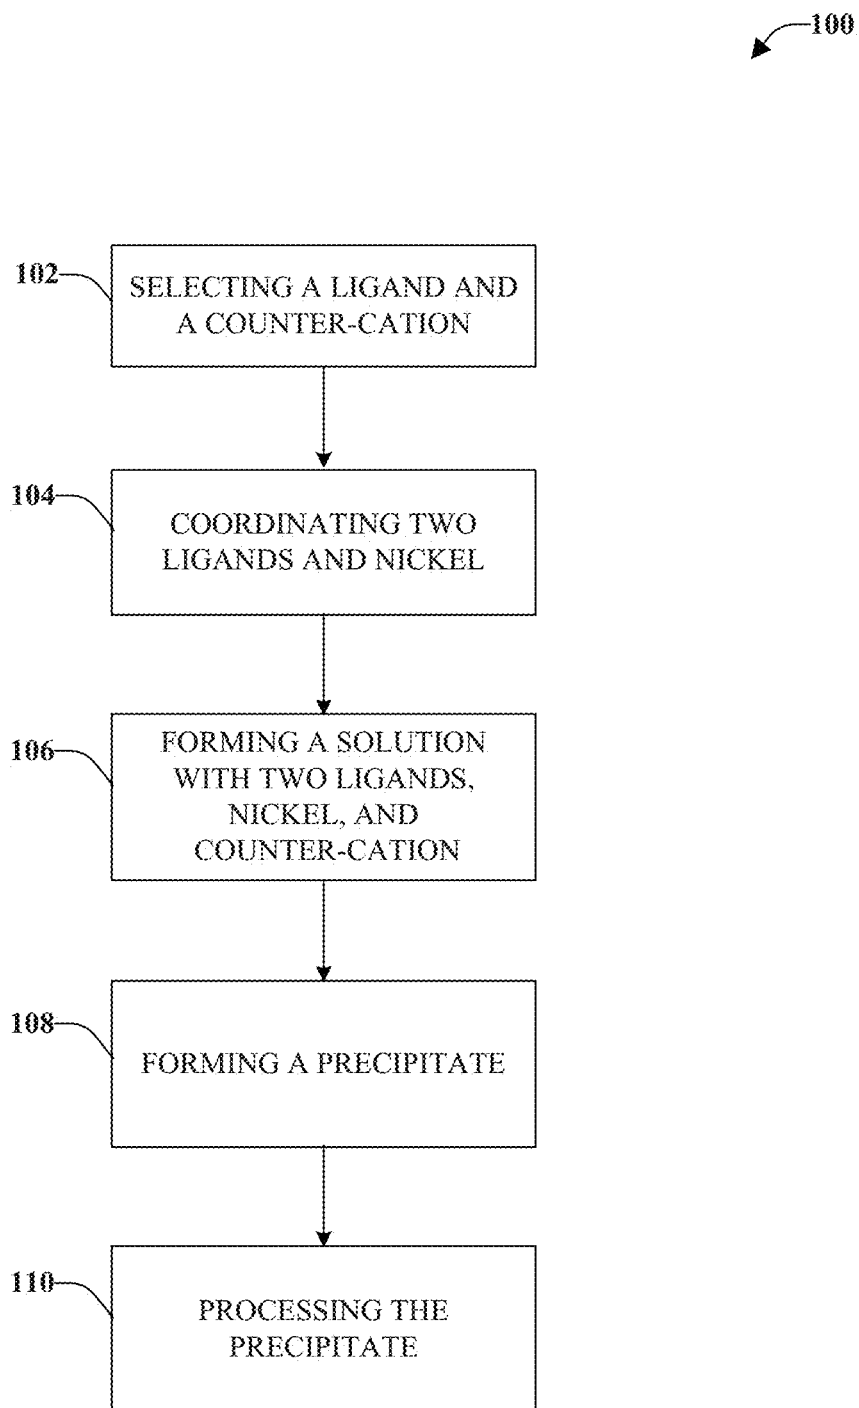 100
102
SELECTING A LIGAND AND
A COUNTER-CATION
104
COORDINATING TWO
LIGANDS AND NICKEL
106
FORMING A SOLUTION
WITH TWO LIGANDS,
NICKEL, AND
COUNTER-CATION
108
FORMING A PRECIPITATE
110
PROCESSING THE
PRECIPITATE